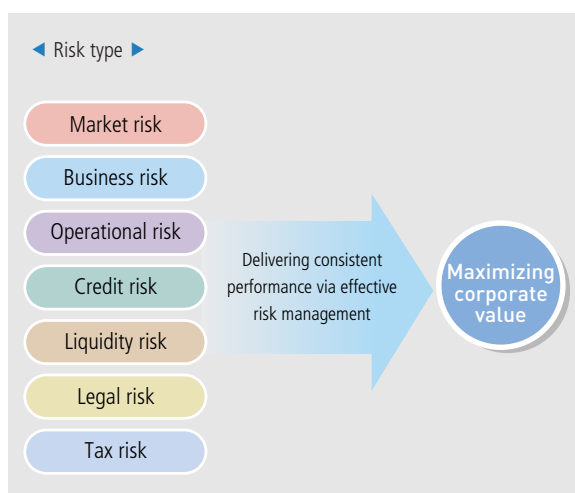 Risk type
Market risk
Business risk
Operational risk
Credit risk
Liquidity risk
Legal risk
Tax risk
Delivering consistent
performance via effective
risk management
Maximizing
corporate
value